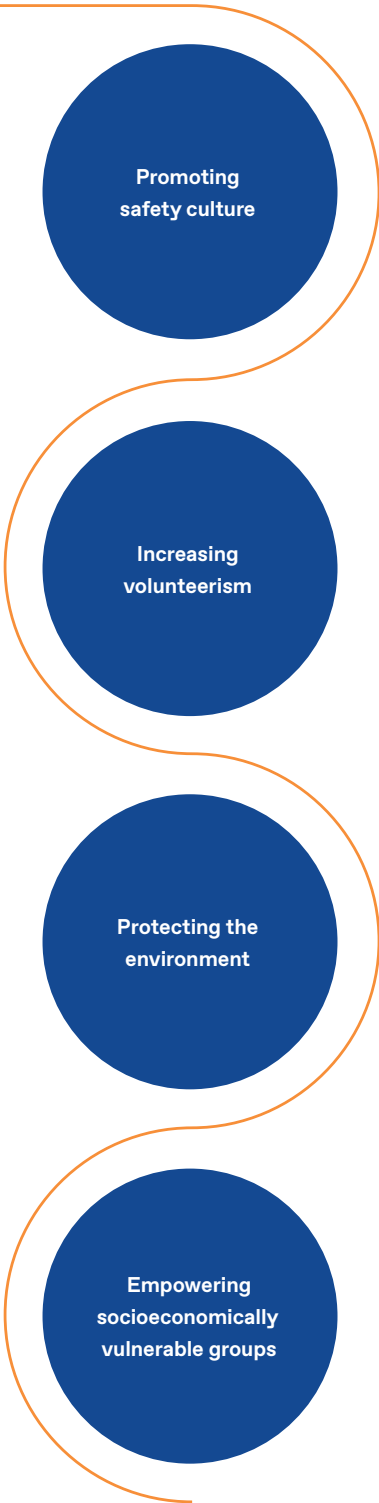 Promoting
safety culture
Increasing
volunteerism
Protecting the
environment
Empowering
socioeconomically
vulnerable groups